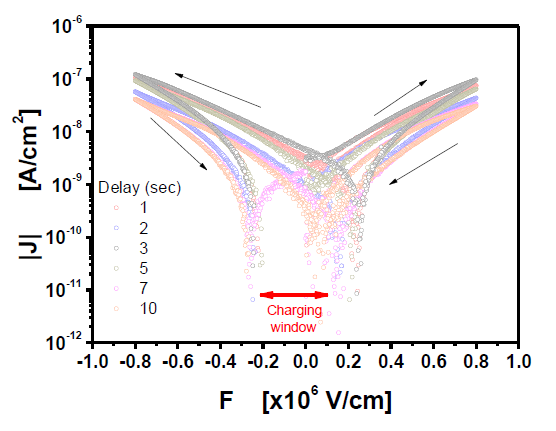 10⁻⁶
10⁻⁷
10⁻⁸
10⁻⁹
10⁻¹⁰
10⁻¹¹
10⁻¹²
|J| [A/cm²]
Delay (sec)
1
2
3
5
7
10
Charging
window
-1.0 -0.8 -0.6 -0.4 -0.2 0.0 0.2 0.4 0.6 0.8 1.0
F [x10⁶ V/cm]